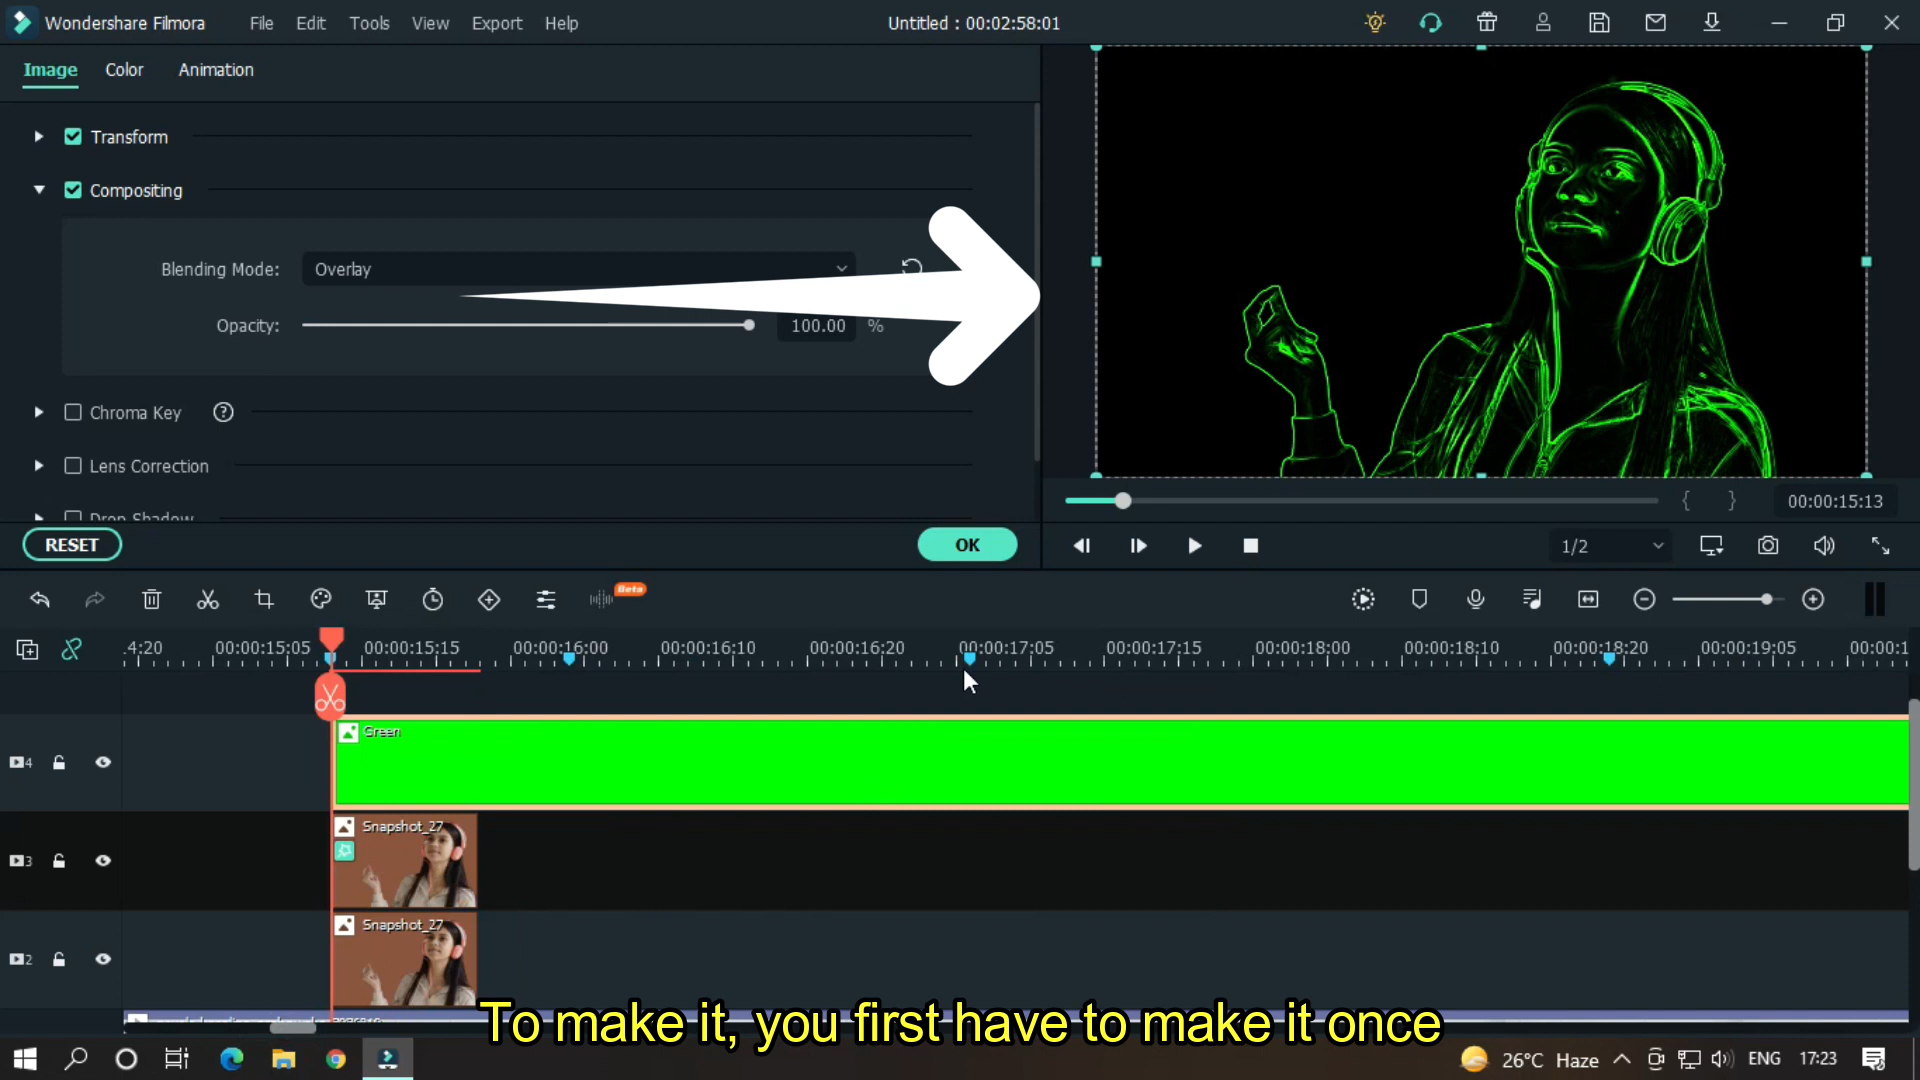 Wondershare Filmora File Edit Tools View Export Help Untitled : 00:02:58:01
Image Color Animation
Transform
Compositing
Blending Mode: Overlay
Opacity: 100.00 %
Chroma Key ?
Lens Correction
Drop Shadow
RESET OK
{ } 00:00:15:13
1/2
Beta
00:00:15:05 00:00:15:15 00:00:16:00 00:00:16:10 00:00:16:20 00:00:17:05 00:00:17:15 00:00:18:00 00:00:18:10 00:00:18:20 00:00:19:05
4 Green
3 Snapshot_27
2 Snapshot_27
To make it, you first have to make it once
26°C Haze ENG 17:23